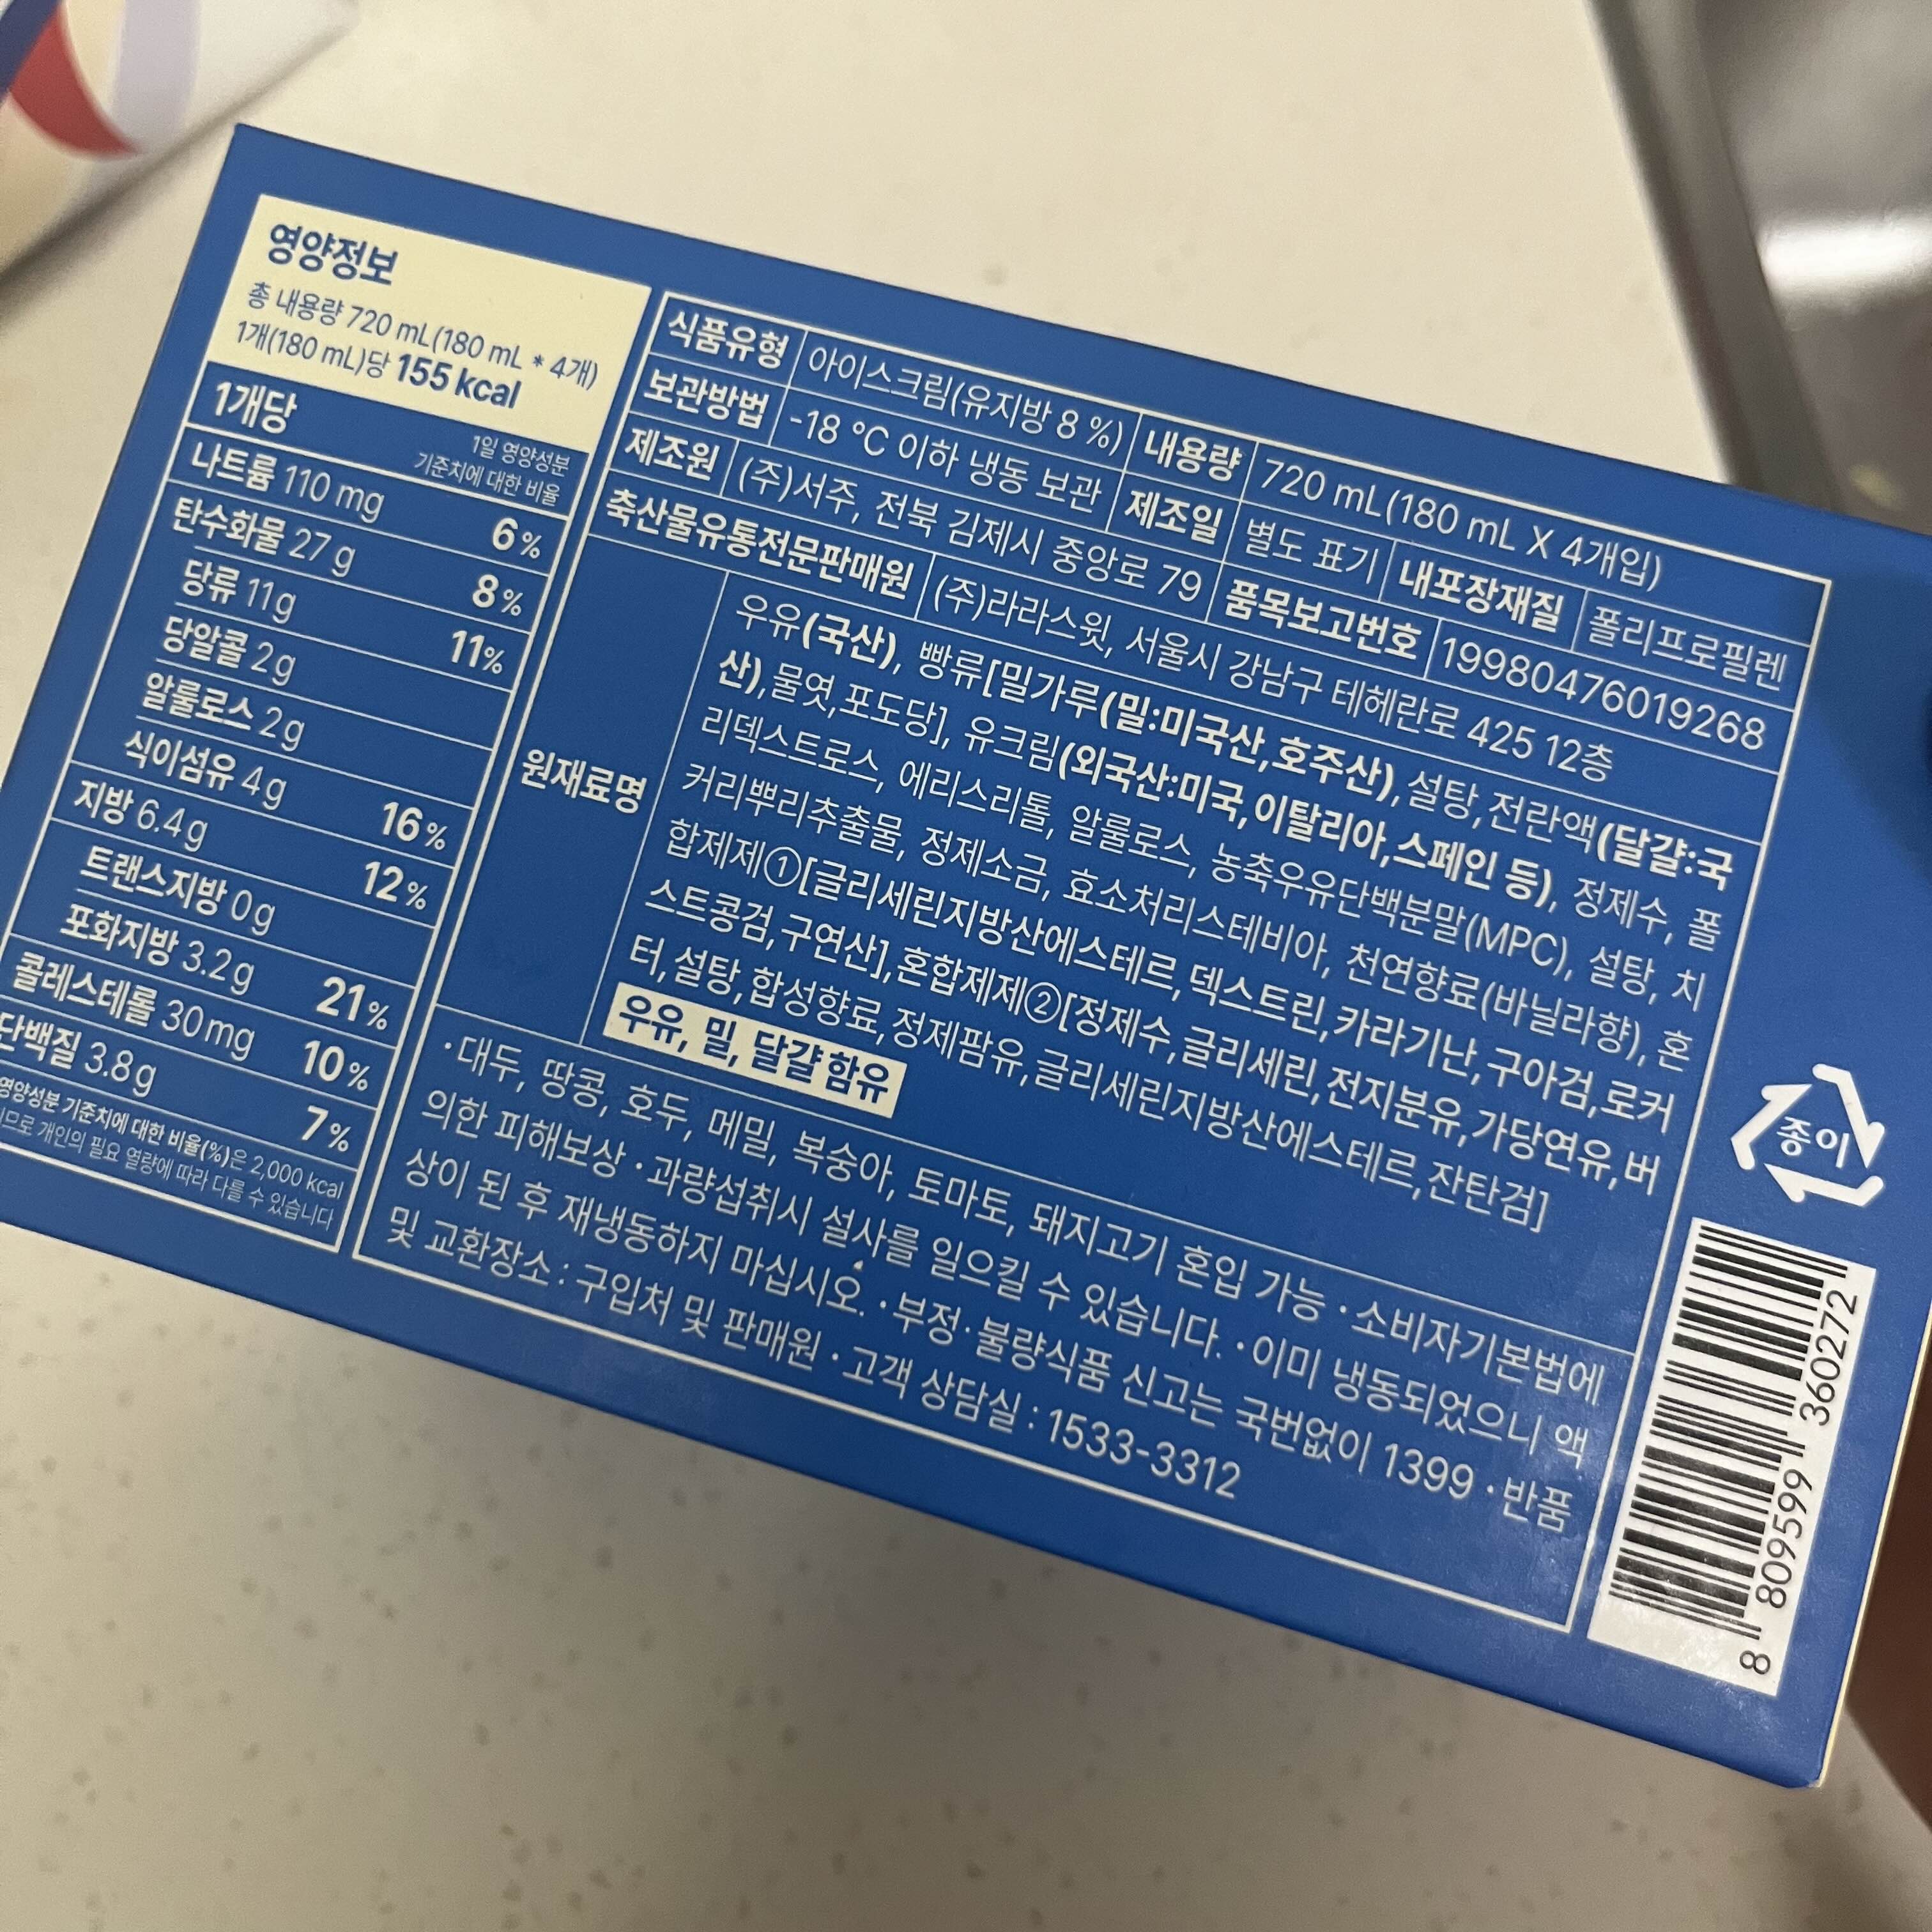 영양정보
총 내용량 720 mL(180 mL * 4개)
1개(180 mL)당 155 kcal
1개당
1일 영양성분
기준치에 대한 비율
나트륨 110 mg 6%
탄수화물 27 g 8%
당류 11g 11%
당알콜 2g
알룰로스 2g
식이섬유 4g 16%
지방 6.4g 12%
트랜스지방 0g
포화지방 3.2g 21%
콜레스테롤 30mg 10%
단백질 3.8g 7%
영양성분 기준치에 대한 비율(%)은 2,000 kcal
이므로 개인의 필요 열량에 따라 다를 수 있습니다
식품유형 아이스크림(유지방 8 %) 내용량 720 mL(180 mL X 4개입)
보관방법 -18 ℃ 이하 냉동 보관 제조일 별도 표기 내포장재질 폴리프로필렌
제조원 (주)서주, 전북 김제시 중앙로 79 품목보고번호 19980476019268
축산물유통전문판매원 (주)라라스윗, 서울시 강남구 테헤란로 425 12층
원재료명
우유(국산), 빵류[밀가루(밀:미국산,호주산),설탕,전란액(달걀:국
산),물엿,포도당], 유크림(외국산:미국,이탈리아,스페인 등), 정제수, 폴
리덱스트로스, 에리스리톨, 알룰로스, 농축우유단백분말(MPC), 설탕, 치
커리뿌리추출물, 정제소금, 효소처리스테비아, 천연향료(바닐라향), 혼
합제제①[글리세린지방산에스테르,덱스트린,카라기난,구아검,로커
스트콩검,구연산],혼합제제②[정제수,글리세린,전지분유,가당연유,버
터,설탕,합성향료,정제팜유,글리세린지방산에스테르,잔탄검]
우유, 밀, 달걀 함유
·대두, 땅콩, 호두, 메밀, 복숭아, 토마토, 돼지고기 혼입 가능 ·소비자기본법에
의한 피해보상 ·과량섭취시 설사를 일으킬 수 있습니다. ·이미 냉동되었으니 액
상이 된 후 재냉동하지 마십시오. ·부정·불량식품 신고는 국번없이 1399 ·반품
및 교환장소 : 구입처 및 판매원 ·고객 상담실 : 1533-3312
종이
8 809599 360272